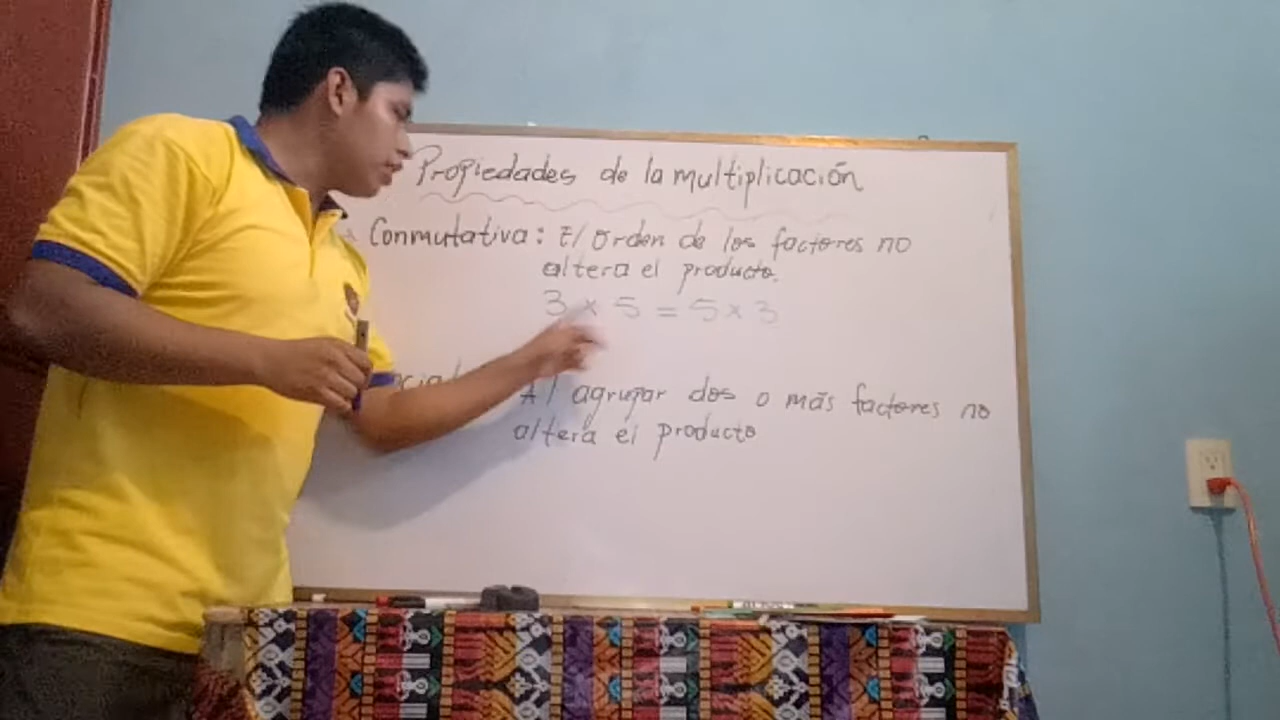 Propiedades de la multiplicación
Conmutativa: El orden de los factores no
altera el producto.
3 x 5 = 5 x 3
Al agrupar dos o más factores no
altera el producto